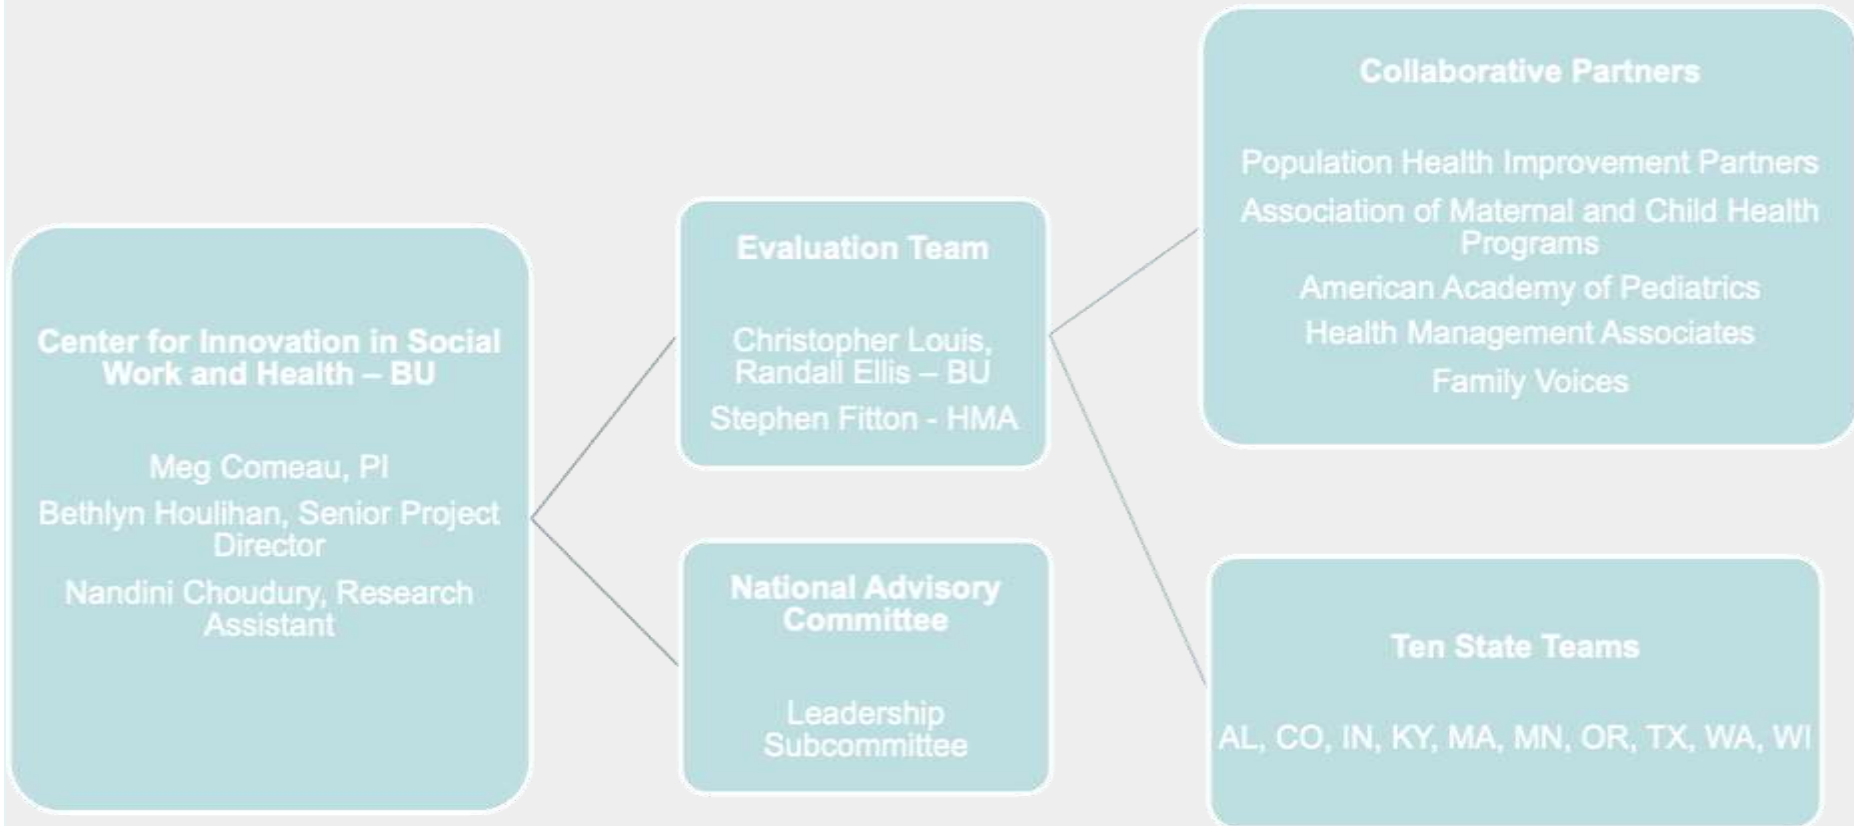 Center for Innovation in Social
Work and Health – BU
Meg Comeau, PI
Bethlyn Houlihan, Senior Project
Director
Nandini Choudury, Research
Assistant
Evaluation Team
Christopher Louis,
Randall Ellis – BU
Stephen Fitton - HMA
National Advisory
Committee
Leadership
Subcommittee
Collaborative Partners
Population Health Improvement Partners
Association of Maternal and Child Health
Programs
American Academy of Pediatrics
Health Management Associates
Family Voices
Ten State Teams
AL, CO, IN, KY, MA, MN, OR, TX, WA, WI